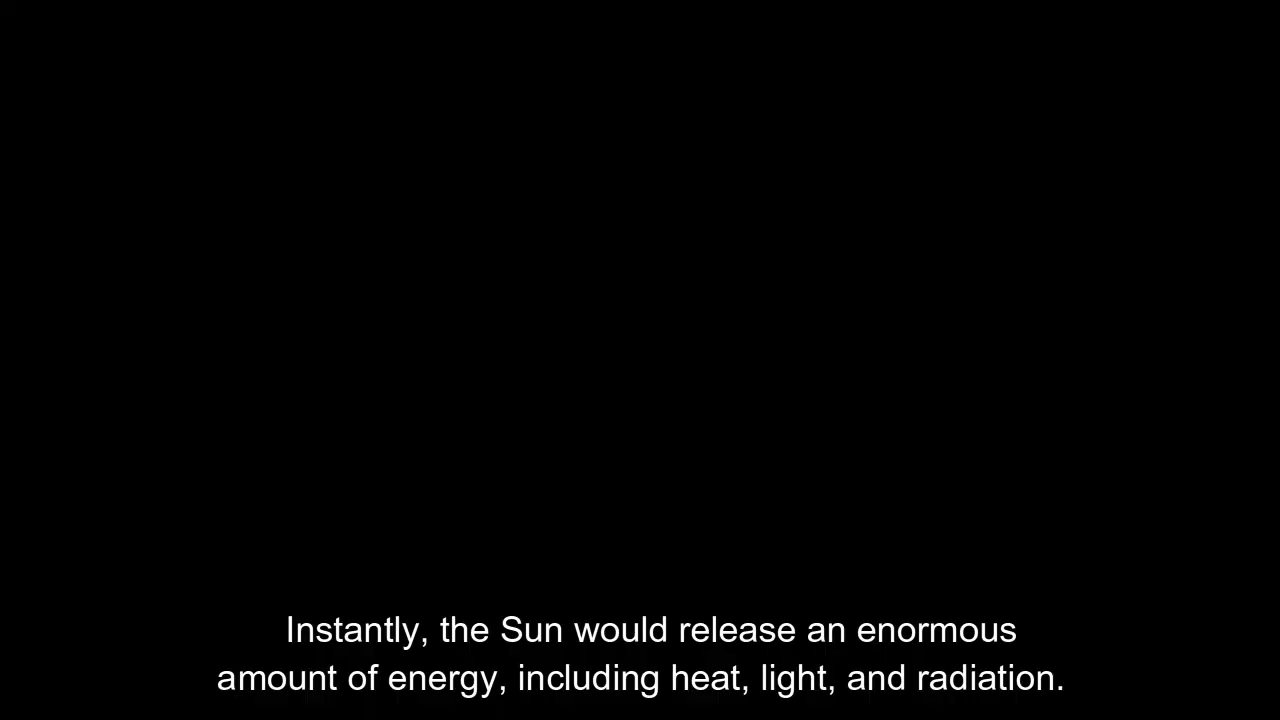 Instantly, the Sun would release an enormous
amount of energy, including heat, light, and radiation.